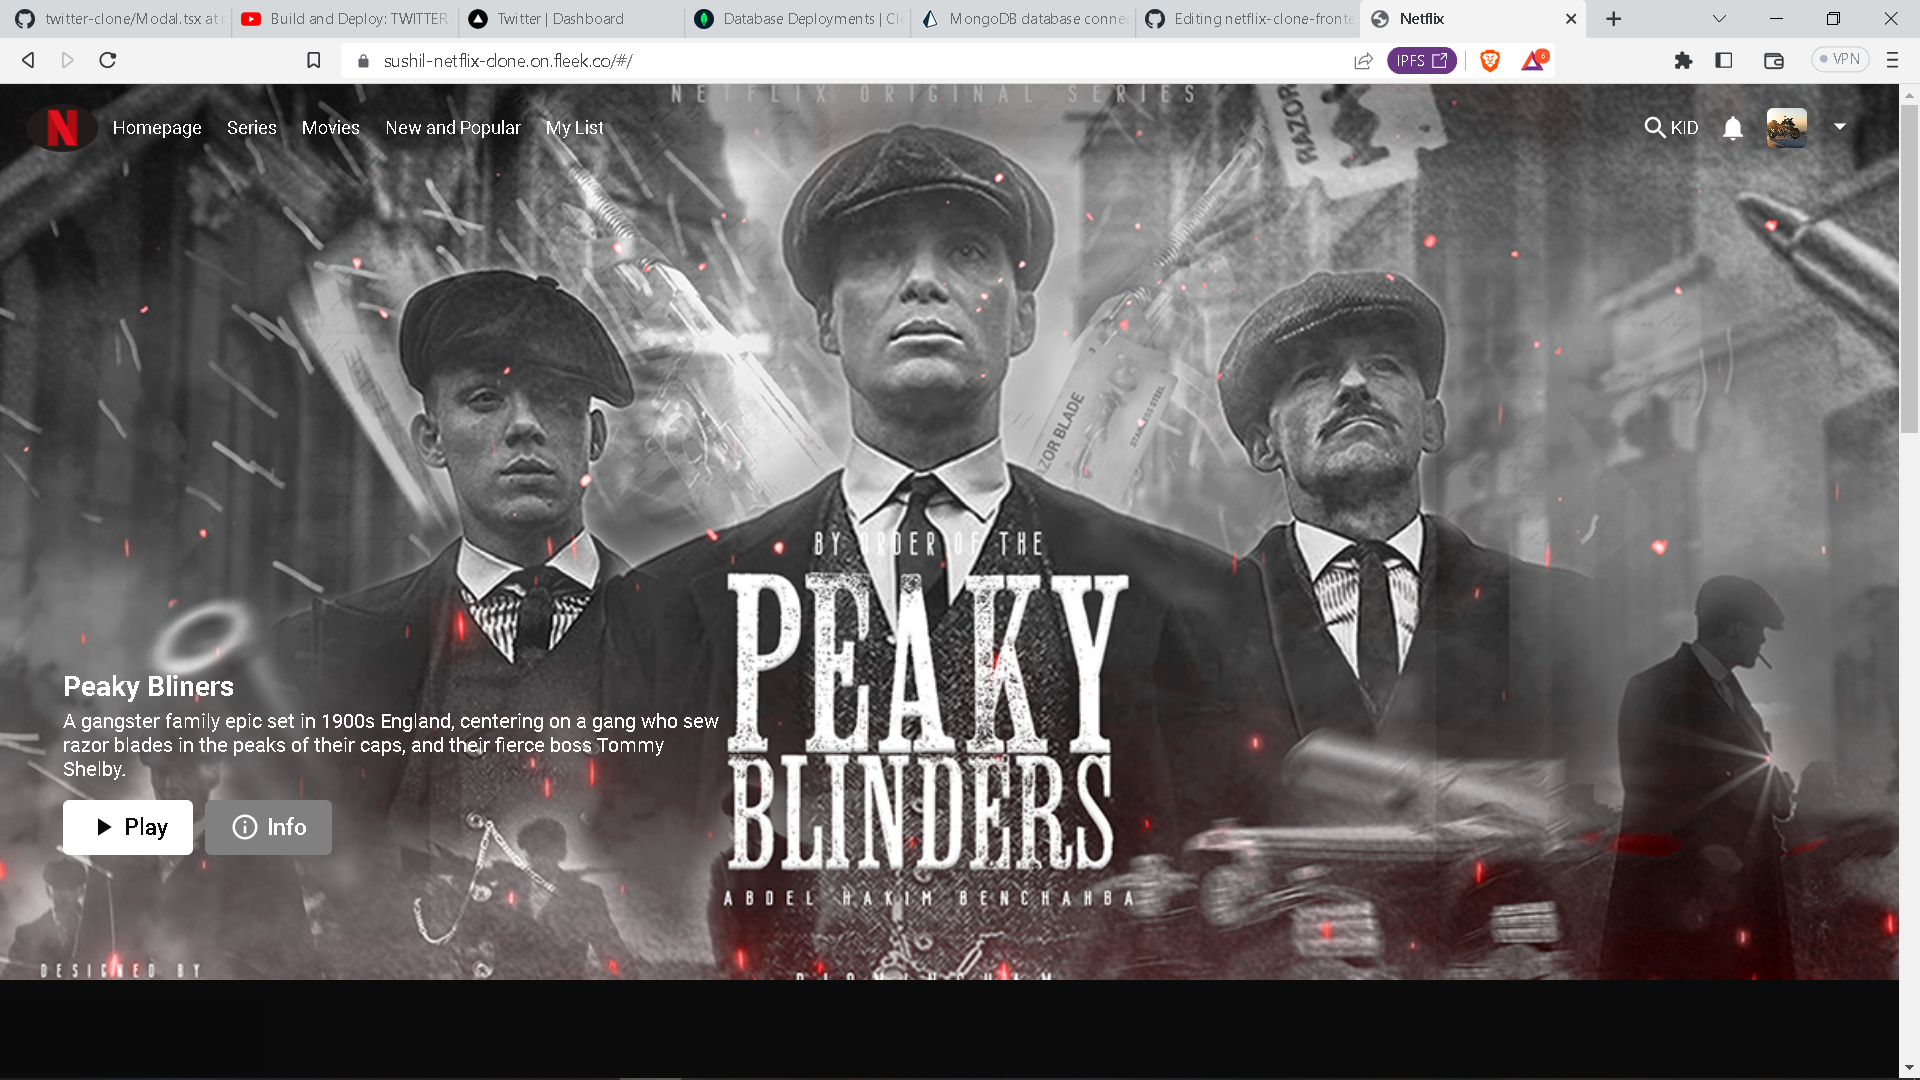 twitter-clone/Modal.tsx at
Build and Deploy: TWITTER
Twitter | Dashboard
Database Deployments | Clo
MongoDB database connec
Editing netflix-clone-fronte
Netflix
sushil-netflix-clone.on.fleek.co/#/
IPFS
6
VPN
NETFLIX ORIGINAL SERIES
N
Homepage
Series
Movies
New and Popular
My List
KID
RAZOR
RAZOR BLADE
STAINLESS STEEL
BY ORDER OF THE
PEAKY
BLINDERS
ABDEL HAKIM BENCHAHBA
BIRMINGHAM
Peaky Bliners
A gangster family epic set in 1900s England, centering on a gang who sew
razor blades in the peaks of their caps, and their fierce boss Tommy
Shelby.
Play
Info
DESIGNED BY